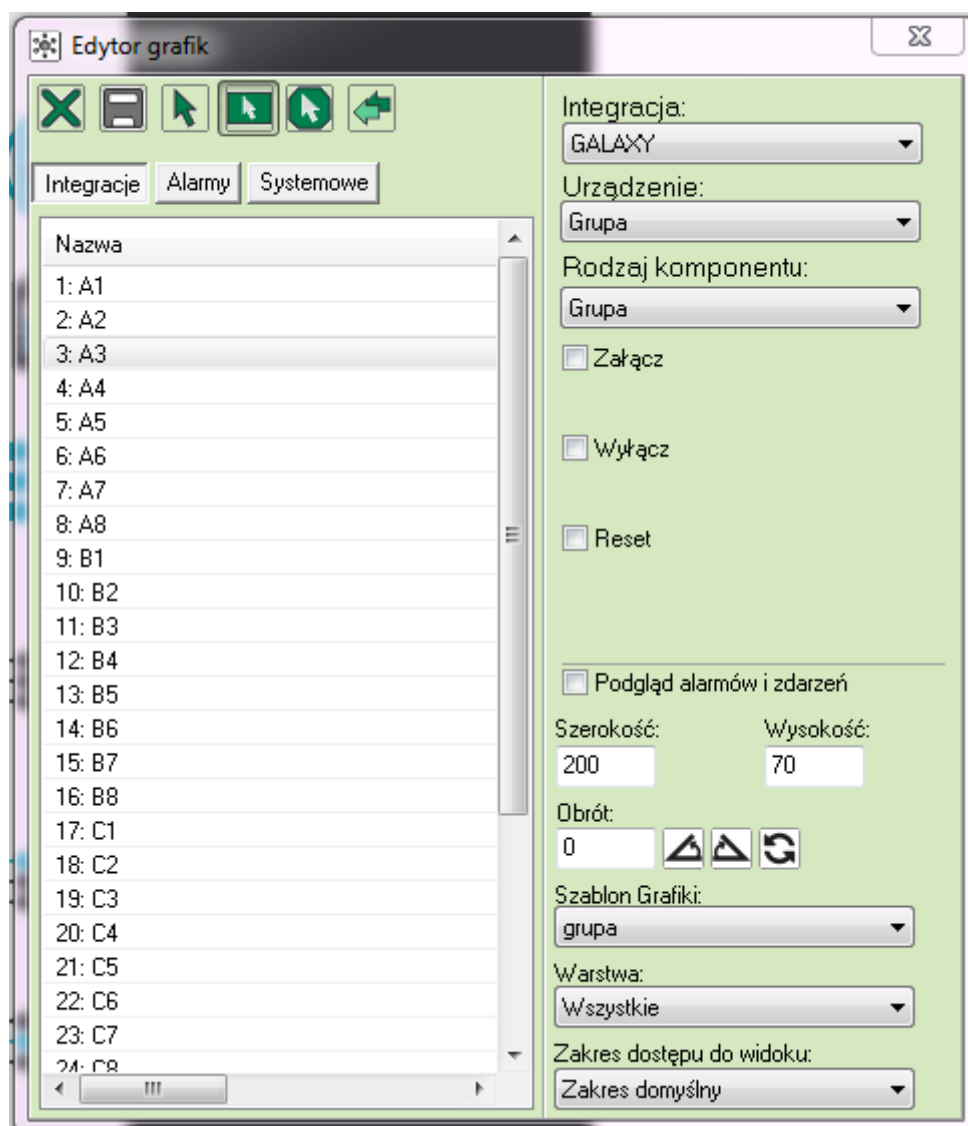 Edytor grafik
Integracje Alarmy Systemowe
Nazwa
1: A1
2: A2
3: A3
4: A4
5: A5
6: A6
7: A7
8: A8
9: B1
10: B2
11: B3
12: B4
13: B5
14: B6
15: B7
16: B8
17: C1
18: C2
19: C3
20: C4
21: C5
22: C6
23: C7
24: C8
Integracja:
GALAXY
Urządzenie:
Grupa
Rodzaj komponentu:
Grupa
Załącz
Wyłącz
Reset
Podgląd alarmów i zdarzeń
Szerokość: Wysokość:
200 70
Obrót:
0
Szablon Grafiki:
grupa
Warstwa:
Wszystkie
Zakres dostępu do widoku:
Zakres domyślny